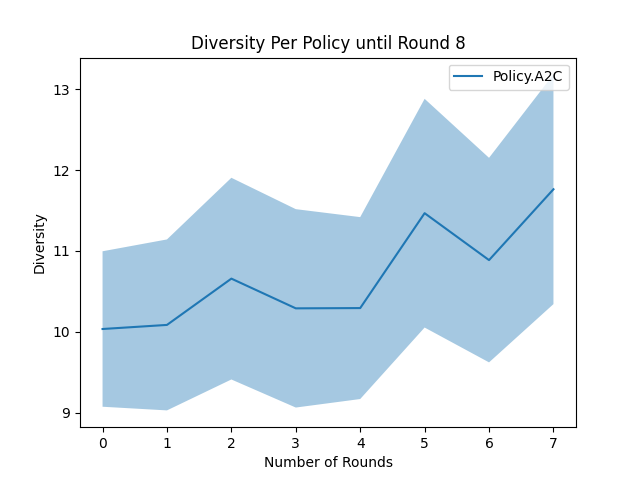 Diversity Per Policy until Round 8
Policy.A2C
13
12
11
10
9
Diversity
0 1 2 3 4 5 6 7
Number of Rounds